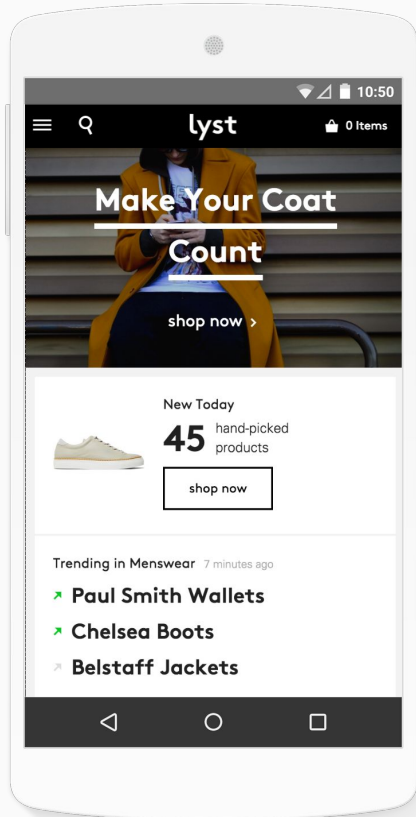 10:50
lyst
0 Items
Make Your Coat
Count
shop now >
New Today
45 hand-picked
products
shop now
Trending in Menswear 7 minutes ago
Paul Smith Wallets
Chelsea Boots
Belstaff Jackets